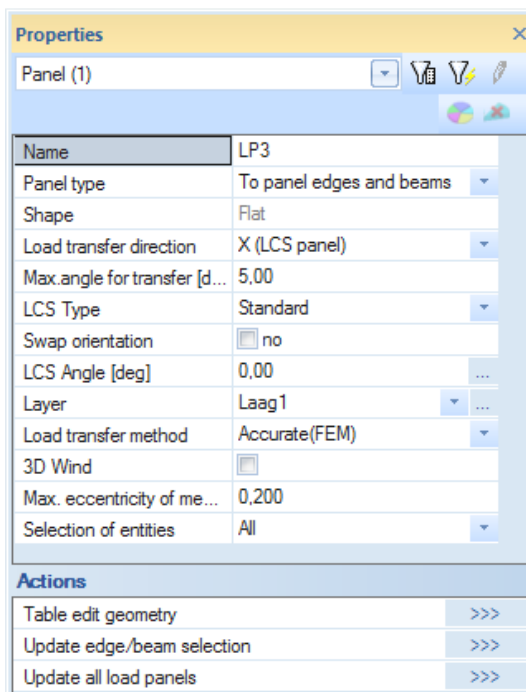 Properties
Panel (1)
Name LP3
Panel type To panel edges and beams
Shape Flat
Load transfer direction X (LCS panel)
Max.angle for transfer [d... 5,00
LCS Type Standard
Swap orientation no
LCS Angle [deg] 0,00 ...
Layer Laag1 ...
Load transfer method Accurate(FEM)
3D Wind
Max. eccentricity of me... 0,200
Selection of entities All
Actions
Table edit geometry >>>
Update edge/beam selection >>>
Update all load panels >>>